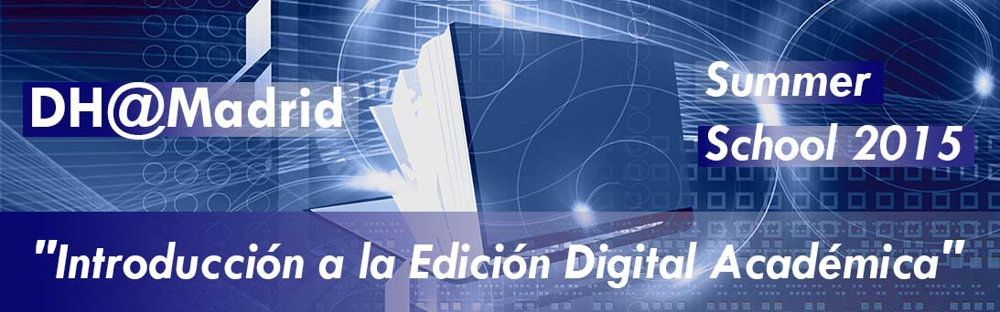 DH@Madrid
Summer
School 2015
"Introducción a la Edición Digital Académica"